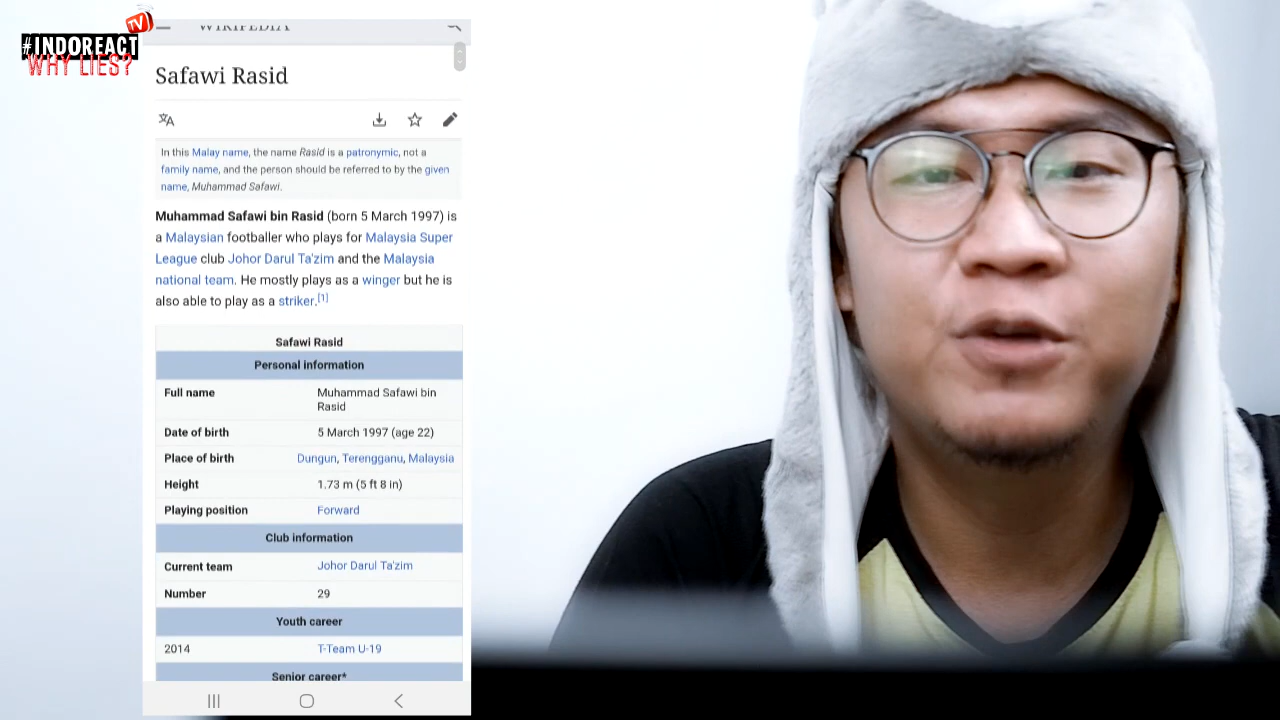 TV
#INDOREACT
WHY LIES?
WIKIPEDIA
Safawi Rasid
In this Malay name, the name Rasid is a patronymic, not a
family name, and the person should be referred to by the given
name, Muhammad Safawi.
Muhammad Safawi bin Rasid (born 5 March 1997) is
a Malaysian footballer who plays for Malaysia Super
League club Johor Darul Ta'zim and the Malaysia
national team. He mostly plays as a winger but he is
also able to play as a striker.[1]
Safawi Rasid
Personal information
Full name Muhammad Safawi bin
Rasid
Date of birth 5 March 1997 (age 22)
Place of birth Dungun, Terengganu, Malaysia
Height 1.73 m (5 ft 8 in)
Playing position Forward
Club information
Current team Johor Darul Ta'zim
Number 29
Youth career
2014 T-Team U-19
Senior career*